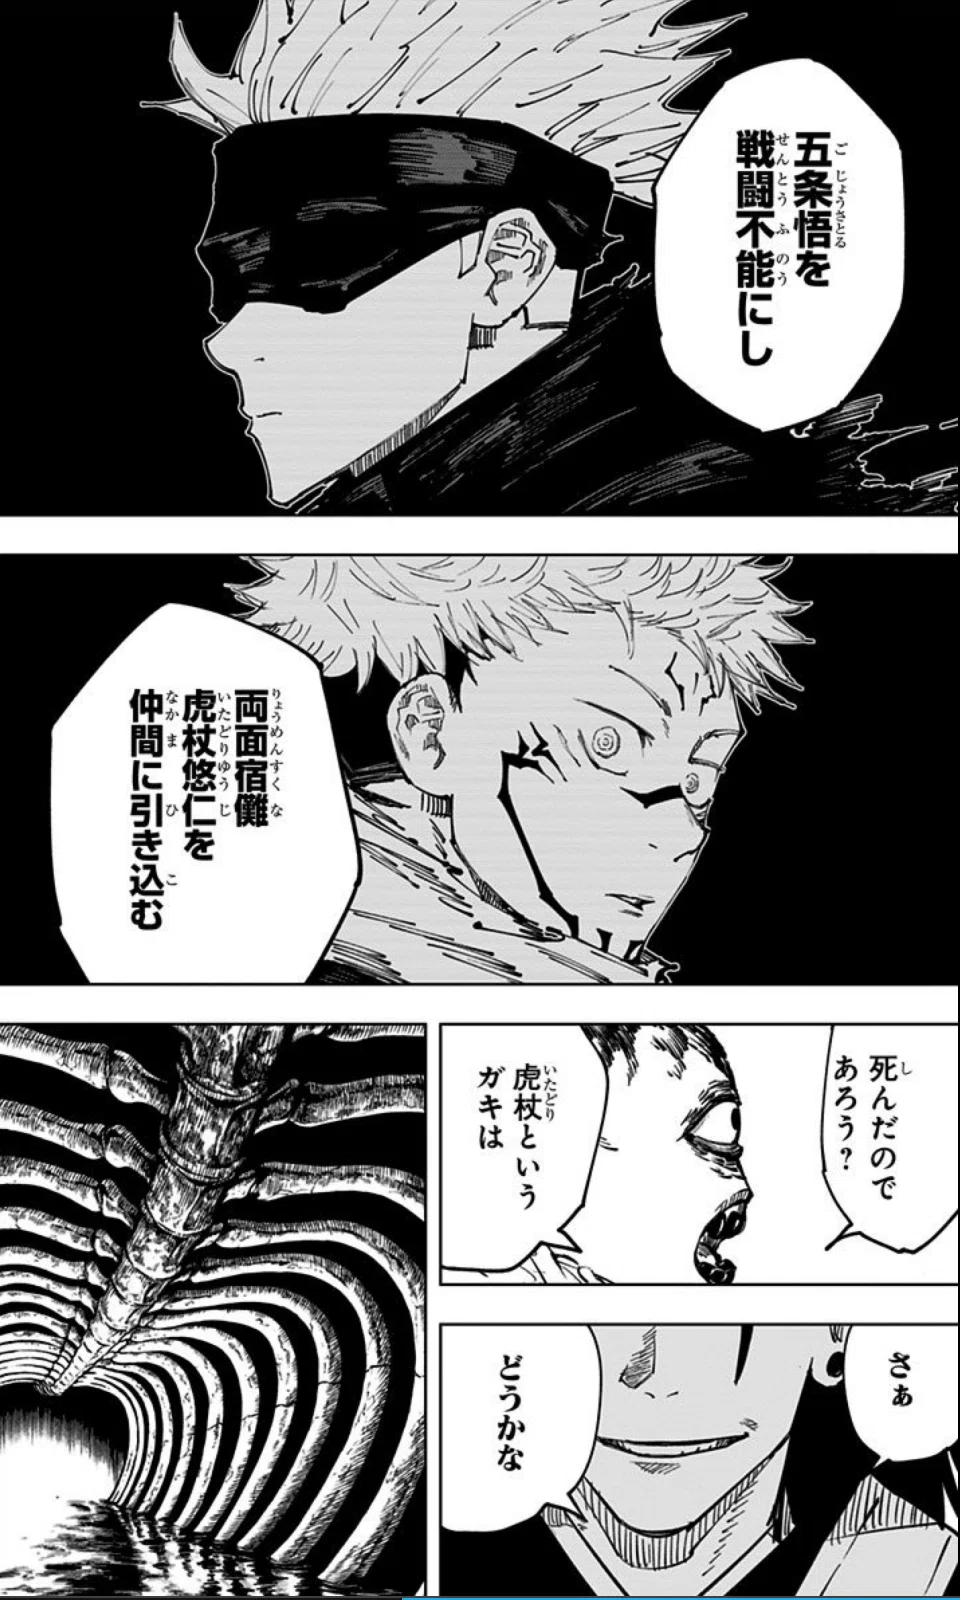 五条悟を
戦闘不能にし
両面宿儺
虎杖悠仁を
仲間に引き込む
死んだので
あろう?
虎杖という
ガキは
さぁ
どうかな